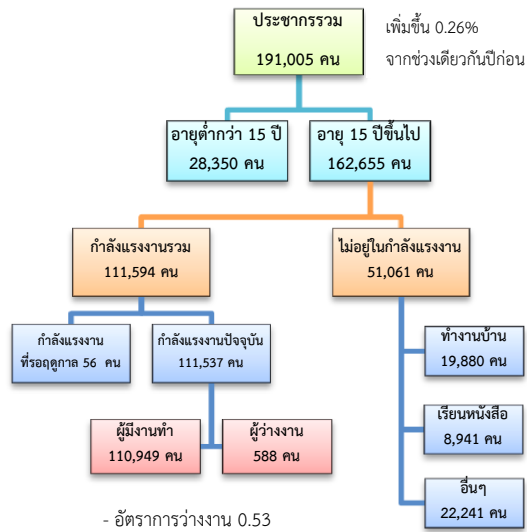 ประชากรรวม
191,005 คน
เพิ่มขึ้น 0.26%
จากช่วงเดียวกันปีก่อน
อายุต่ำกว่า 15 ปี
28,350 คน
อายุ 15 ปีขึ้นไป
162,655 คน
กำลังแรงงานรวม
111,594 คน
ไม่อยู่ในกำลังแรงงาน
51,061 คน
กำลังแรงงาน
ที่รอฤดูกาล 56 คน
กำลังแรงงานปัจจุบัน
111,537 คน
ทำงานบ้าน
19,880 คน
เรียนหนังสือ
8,941 คน
อื่นๆ
22,241 คน
ผู้มีงานทำ
110,949 คน
ผู้ว่างงาน
588 คน
- อัตราการว่างงาน 0.53